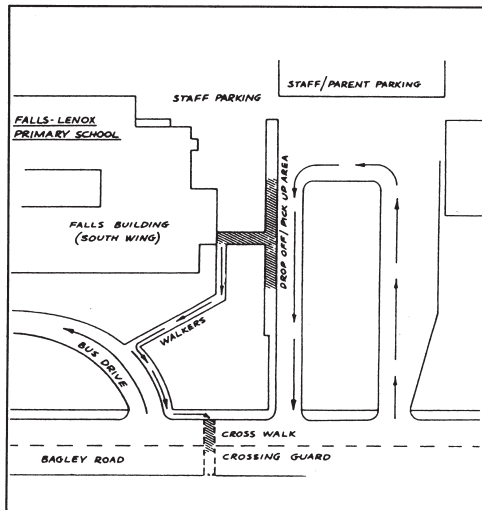 STAFF/PARENT PARKING
STAFF PARKING
FALLS-LENOX
PRIMARY SCHOOL
DROP OFF/PICK UP AREA
FALLS BUILDING
(SOUTH WING)
WALKERS
BUS DRIVE
CROSS WALK
BAGLEY ROAD
CROSSING GUARD